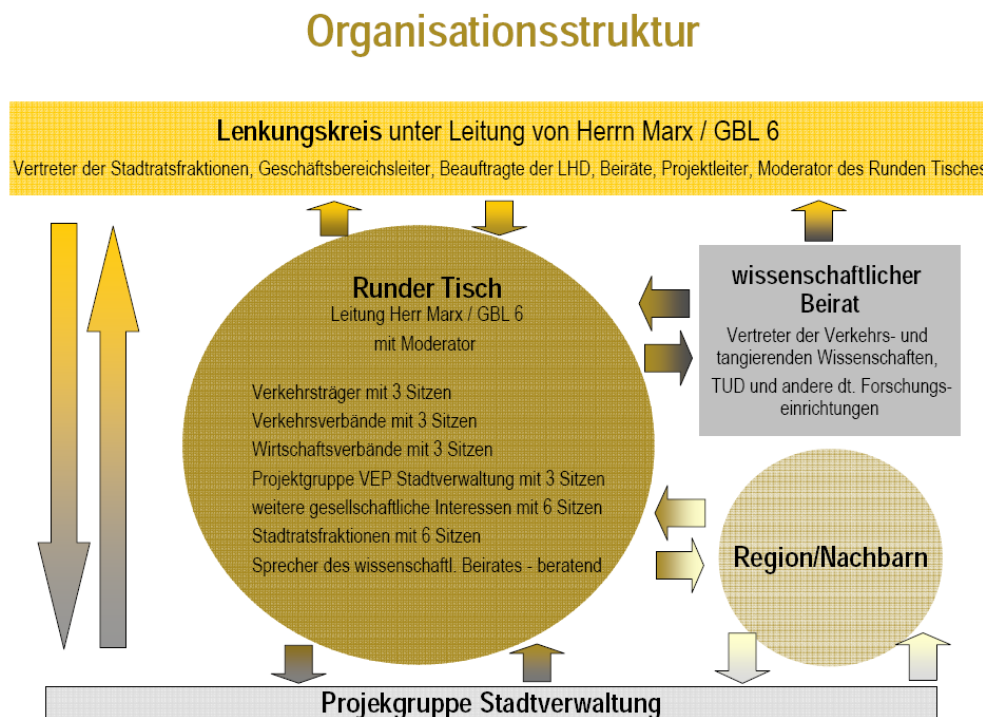 Organisationsstruktur
Lenkungskreis unter Leitung von Herrn Marx / GBL 6
Vertreter der Stadtratsfraktionen, Geschäftsbereichsleiter, Beauftragte der LHD, Beiräte, Projektleiter, Moderator des Runden Tisches
Runder Tisch
Leitung Herr Marx / GBL 6
mit Moderator
Verkehrsträger mit 3 Sitzen
Verkehrsverbände mit 3 Sitzen
Wirtschaftsverbände mit 3 Sitzen
Projektgruppe VEP Stadtverwaltung mit 3 Sitzen
weitere gesellschaftliche Interessen mit 6 Sitzen
Stadtratsfraktionen mit 6 Sitzen
Sprecher des wissenschaftl. Beirates - beratend
wissenschaftlicher
Beirat
Vertreter der Verkehrs- und
tangierenden Wissenschaften,
TUD und andere dt. Forschungs-
einrichtungen
Region/Nachbarn
Projekgruppe Stadtverwaltung